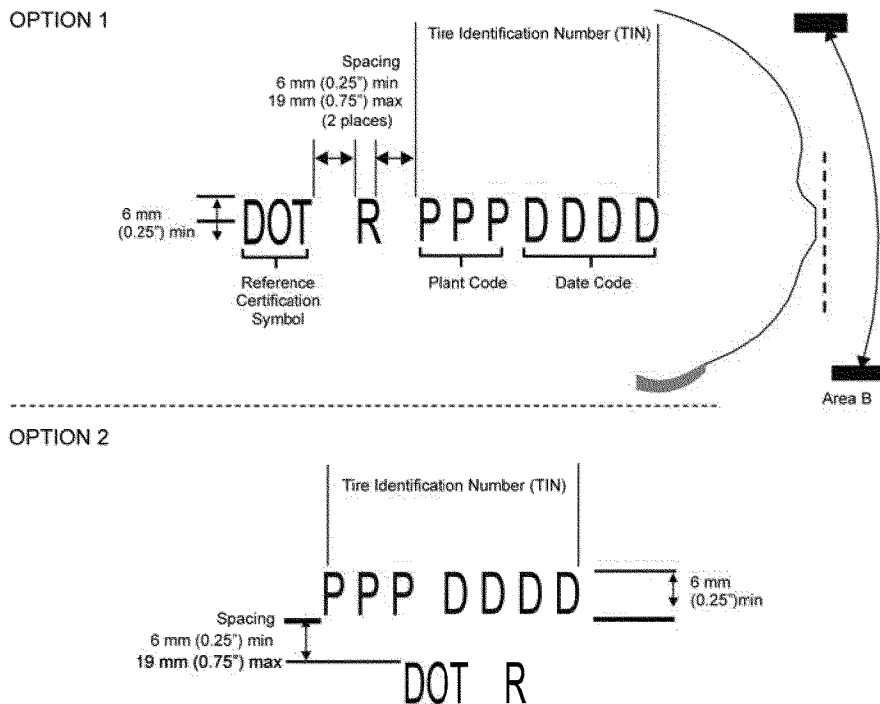 OPTION 1
Tire Identification Number (TIN)
Spacing
6 mm (0.25") min
19 mm (0.75") max
(2 places)
6 mm
(0.25") min
DOT R PPP DDDD
Reference
Certification
Symbol
Plant Code
Date Code
Area B
OPTION 2
Tire Identification Number (TIN)
PPP DDDD
6 mm
(0.25")min
Spacing
6 mm (0.25") min
19 mm (0.75") max
DOT R